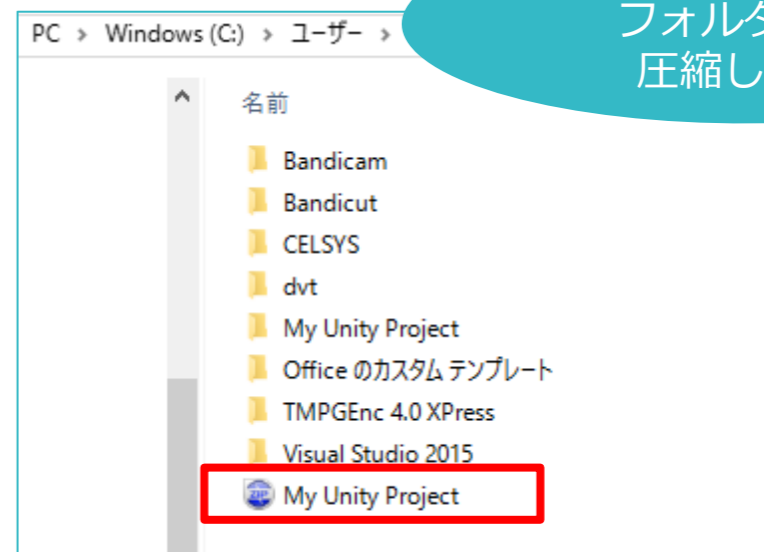 フォルダ
圧縮し
PC > Windows (C:) > ユーザー >
名前
Bandicam
Bandicut
CELSYS
dvt
My Unity Project
Office のカスタム テンプレート
TMPGEnc 4.0 XPress
Visual Studio 2015
ZIP My Unity Project